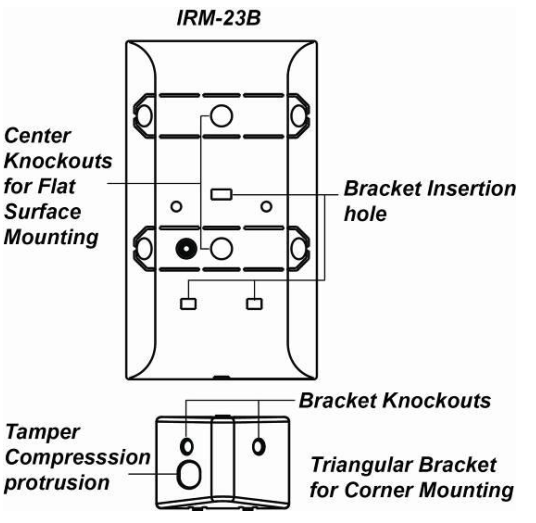 IRM-23B
Center
Knockouts
for Flat
Surface
Mounting
Bracket Insertion
hole
Bracket Knockouts
Tamper
Compresssion
protrusion
Triangular Bracket
for Corner Mounting